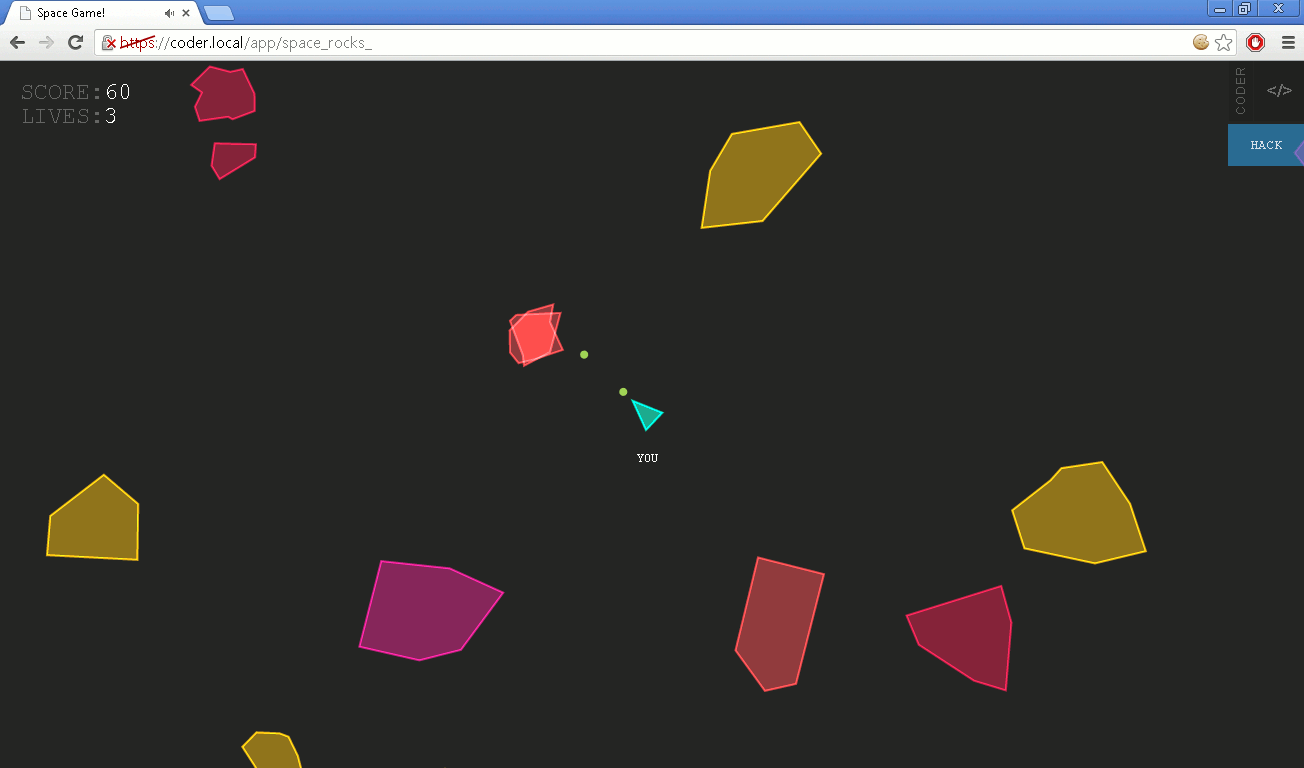 Space Game!
https://coder.local/app/space_rocks_
SCORE:60
LIVES:3
CODER
</>
HACK
YOU